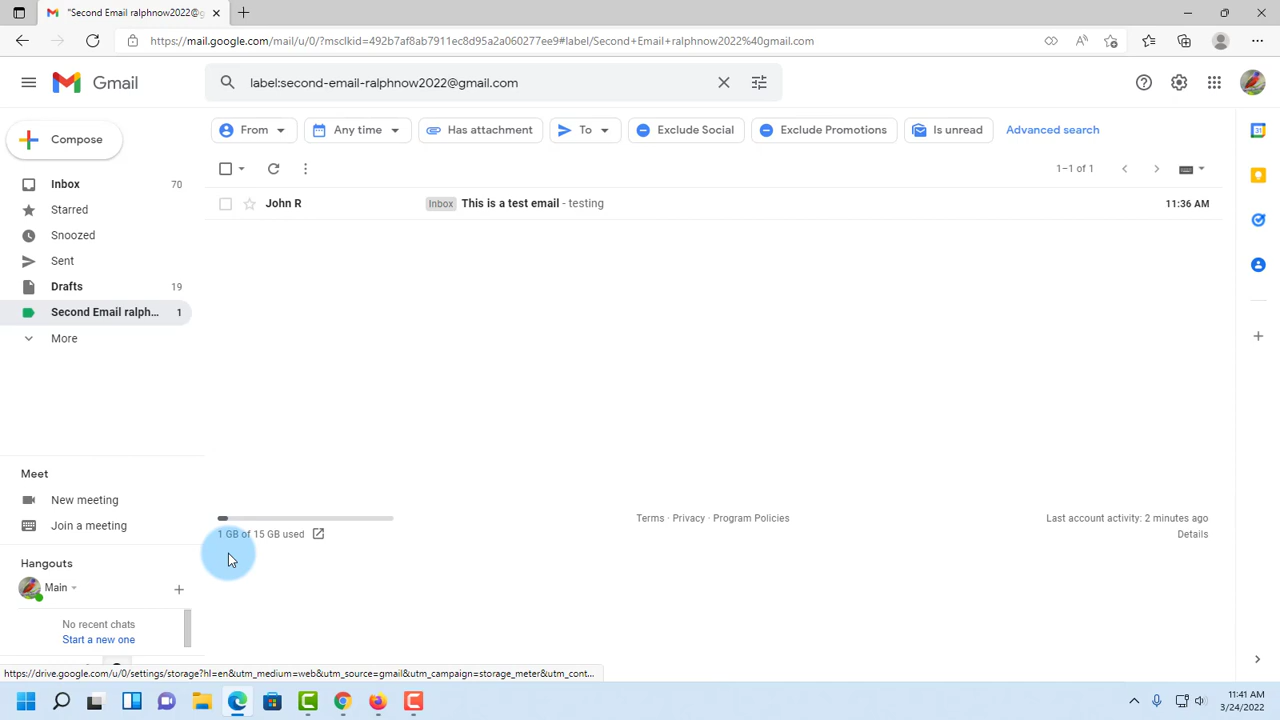 "Second Email ralphnow2022@g
https://mail.google.com/mail/u/0/?msclkid=492b7af8ab7911ec8d95a2a060277ee9#label/Second+Email+ralphnow2022%40gmail.com
Gmail
label:second-email-ralphnow2022@gmail.com
Compose
From
Any time
Has attachment
To
Exclude Social
Exclude Promotions
Is unread
Advanced search
1–1 of 1
Inbox 70
Starred
Snoozed
Sent
Drafts 19
Second Email ralph... 1
More
John R Inbox This is a test email - testing 11:36 AM
Meet
New meeting
Join a meeting
Hangouts
Main
No recent chats
Start a new one
1 GB of 15 GB used
Terms · Privacy · Program Policies
Last account activity: 2 minutes ago
Details
31
https://drive.google.com/u/0/settings/storage?hl=en&utm_medium=web&utm_source=gmail&utm_campaign=storage_meter&utm_cont...
11:41 AM
3/24/2022